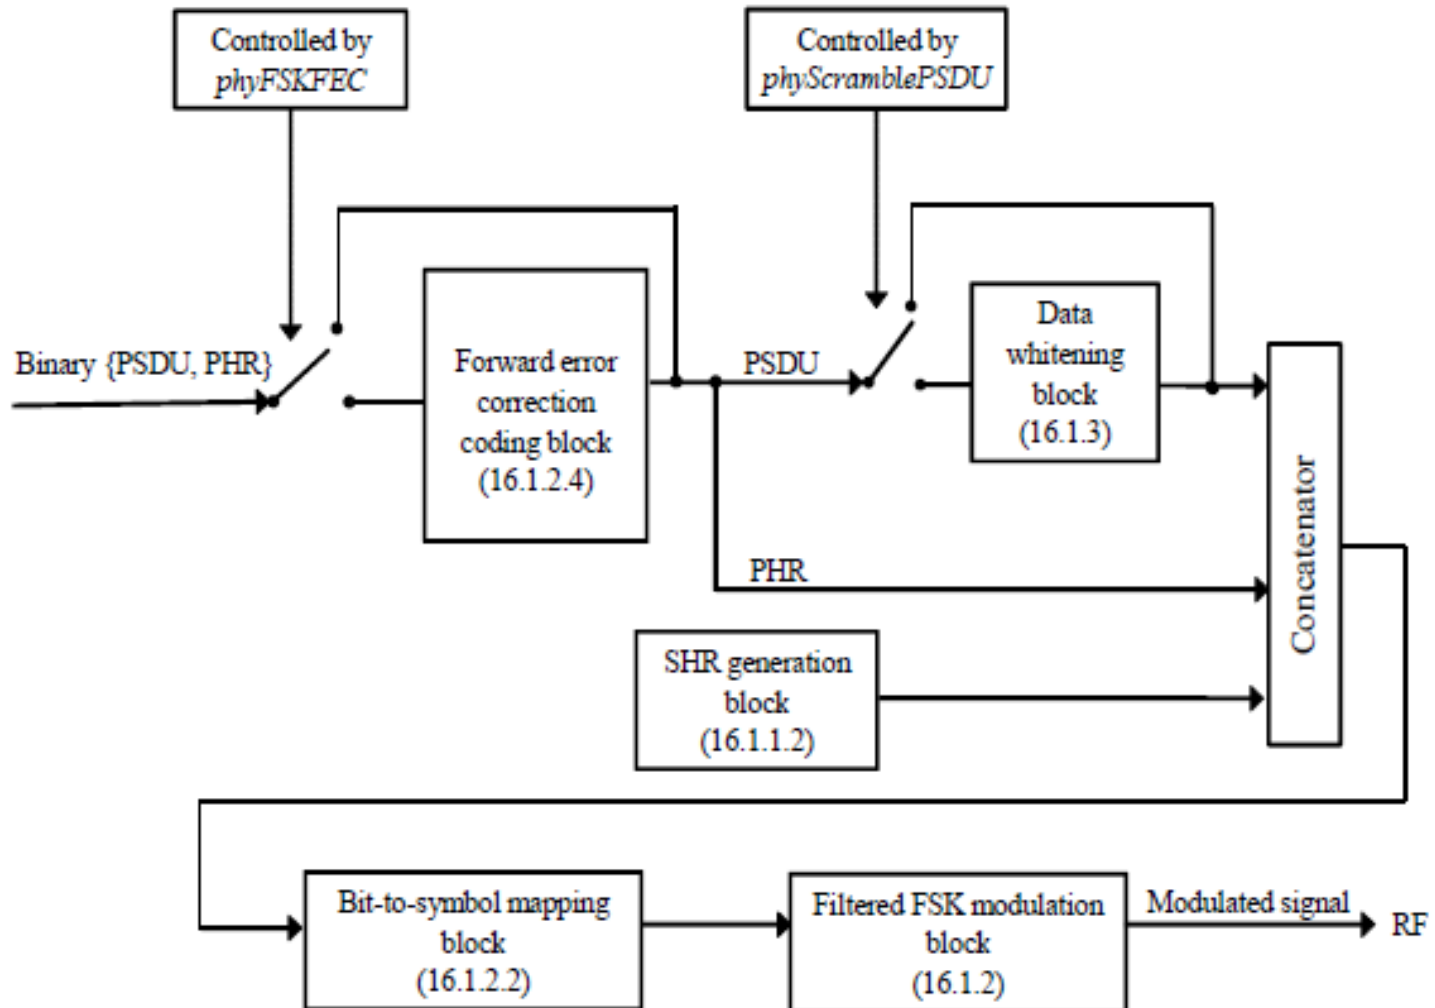 Controlled by
phyFSKFEC
Controlled by
phyScramblePSDU
Binary {PSDU, PHR}
Forward error
correction
coding block
(16.1.2.4)
PSDU
Data
whitening
block
(16.1.3)
PHR
SHR generation
block
(16.1.1.2)
Concatenator
Bit-to-symbol mapping
block
(16.1.2.2)
Filtered FSK modulation
block
(16.1.2)
Modulated signal
RF